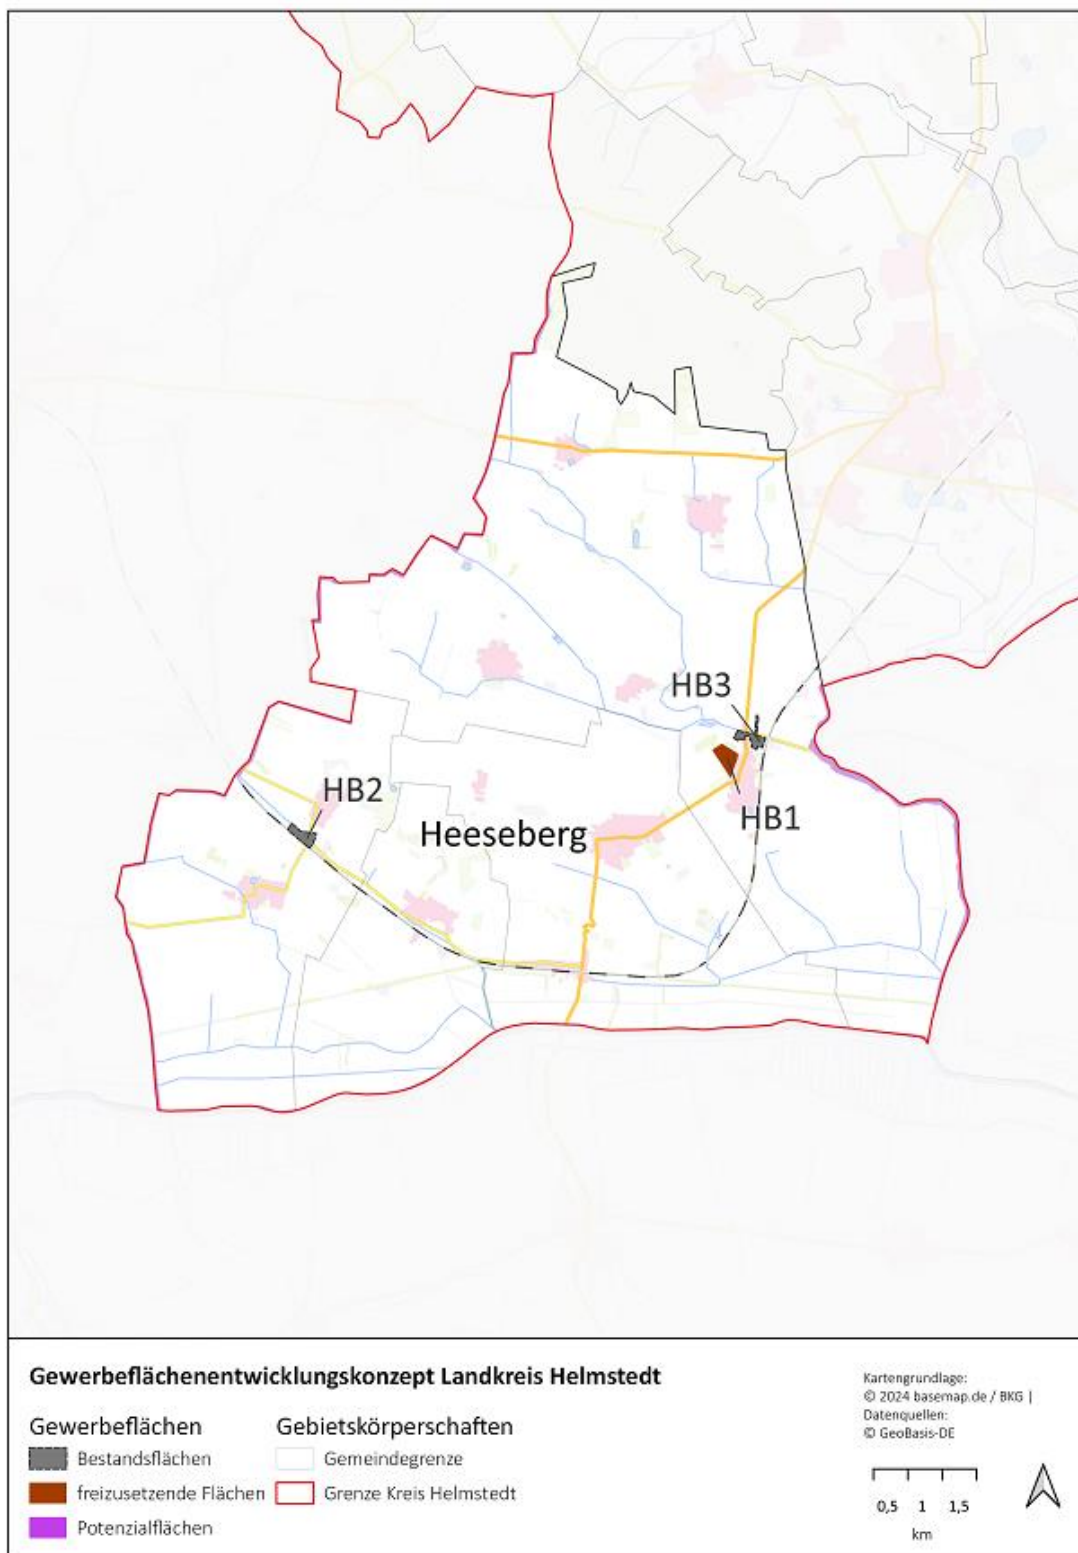 HB3
HB2
HB1
Heeseberg
Gewerbeflächenentwicklungskonzept Landkreis Helmstedt
Gewerbeflächen
Bestandsflächen
freizusetzende Flächen
Potenzialflächen
Gebietskörperschaften
Gemeindegrenze
Grenze Kreis Helmstedt
Kartengrundlage:
© 2024 basemap.de / BKG |
Datenquellen:
© GeoBasis-DE
0,5 1 1,5
km